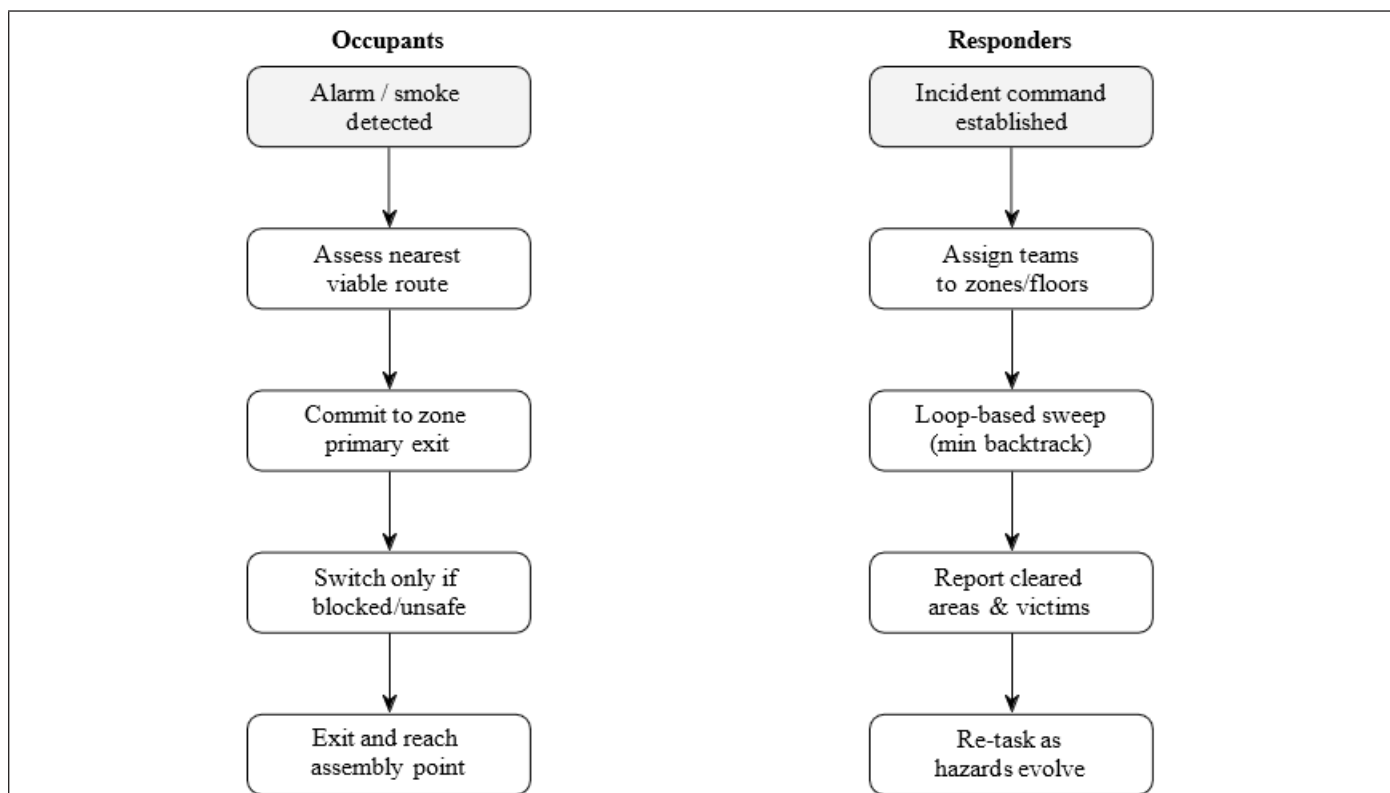 Occupants
Alarm / smoke
detected
Assess nearest
viable route
Commit to zone
primary exit
Switch only if
blocked/unsafe
Exit and reach
assembly point
Responders
Incident command
established
Assign teams
to zones/floors
Loop-based sweep
(min backtrack)
Report cleared
areas & victims
Re-task as
hazards evolve